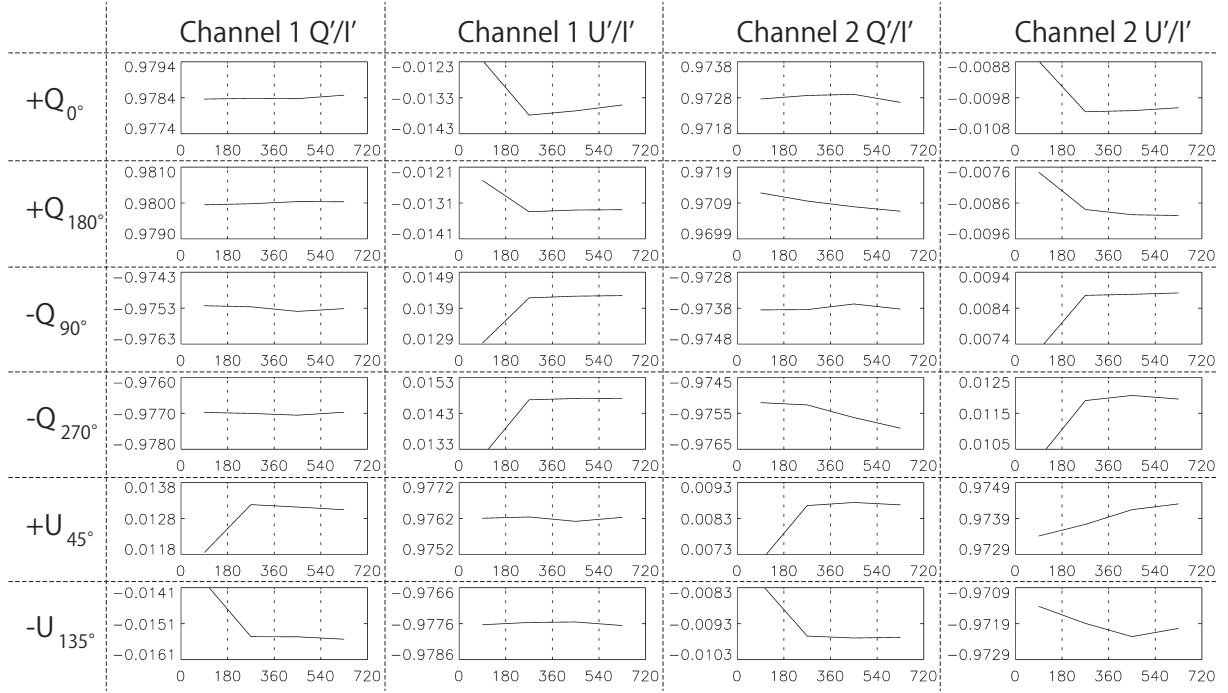 Channel 1 Q'/I' Channel 1 U'/I' Channel 2 Q'/I' Channel 2 U'/I'
+Q0°
0.9794 −0.0123 0.9738 −0.0088
0.9784 −0.0133 0.9728 −0.0098
0.9774 −0.0143 0.9718 −0.0108
0 180 360 540 720 0 180 360 540 720 0 180 360 540 720 0 180 360 540 720
+Q180°
0.9810 −0.0121 0.9719 −0.0076
0.9800 −0.0131 0.9709 −0.0086
0.9790 −0.0141 0.9699 −0.0096
0 180 360 540 720 0 180 360 540 720 0 180 360 540 720 0 180 360 540 720
-Q90°
−0.9743 0.0149 −0.9728 0.0094
−0.9753 0.0139 −0.9738 0.0084
−0.9763 0.0129 −0.9748 0.0074
0 180 360 540 720 0 180 360 540 720 0 180 360 540 720 0 180 360 540 720
-Q270°
−0.9760 0.0153 −0.9745 0.0125
−0.9770 0.0143 −0.9755 0.0115
−0.9780 0.0133 −0.9765 0.0105
0 180 360 540 720 0 180 360 540 720 0 180 360 540 720 0 180 360 540 720
+U45°
0.0138 0.9772 0.0093 0.9749
0.0128 0.9762 0.0083 0.9739
0.0118 0.9752 0.0073 0.9729
0 180 360 540 720 0 180 360 540 720 0 180 360 540 720 0 180 360 540 720
-U135°
−0.0141 −0.9766 −0.0083 −0.9709
−0.0151 −0.9776 −0.0093 −0.9719
−0.0161 −0.9786 −0.0103 −0.9729
0 180 360 540 720 0 180 360 540 720 0 180 360 540 720 0 180 360 540 720